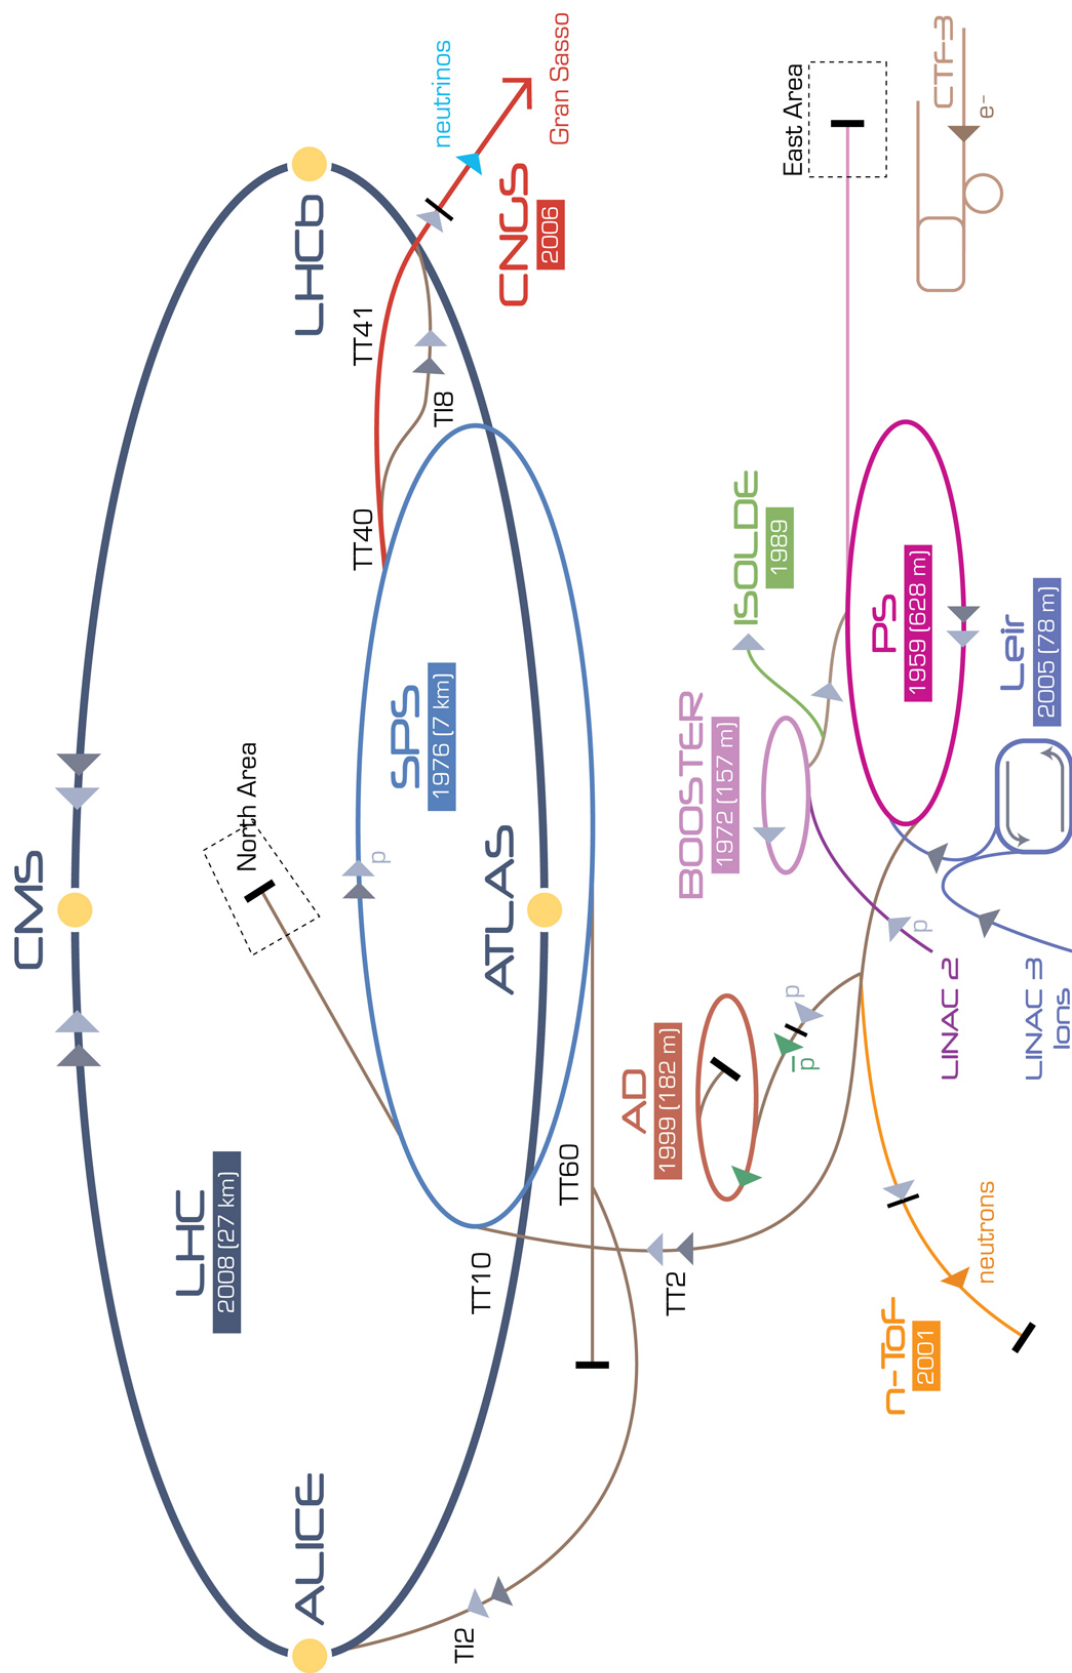 CMS
LHC
2008 (27 km)
North Area
ALICE
LHCb
SPS
1976 (7 km)
p
ATLAS
TT40
TT41
TI8
neutrinos
CNGS
2006
Gran Sasso
TT10
TT60
TI2
TT2
AD
1999 (182 m)
p
p̅
BOOSTER
1972 (157 m)
ISOLDE
1989
East Area
PS
1959 (628 m)
CTF-3
e-
n-ToF
2001
neutrons
LINAC 2
p
LINAC 3
Ions
Leir
2005 (78 m)